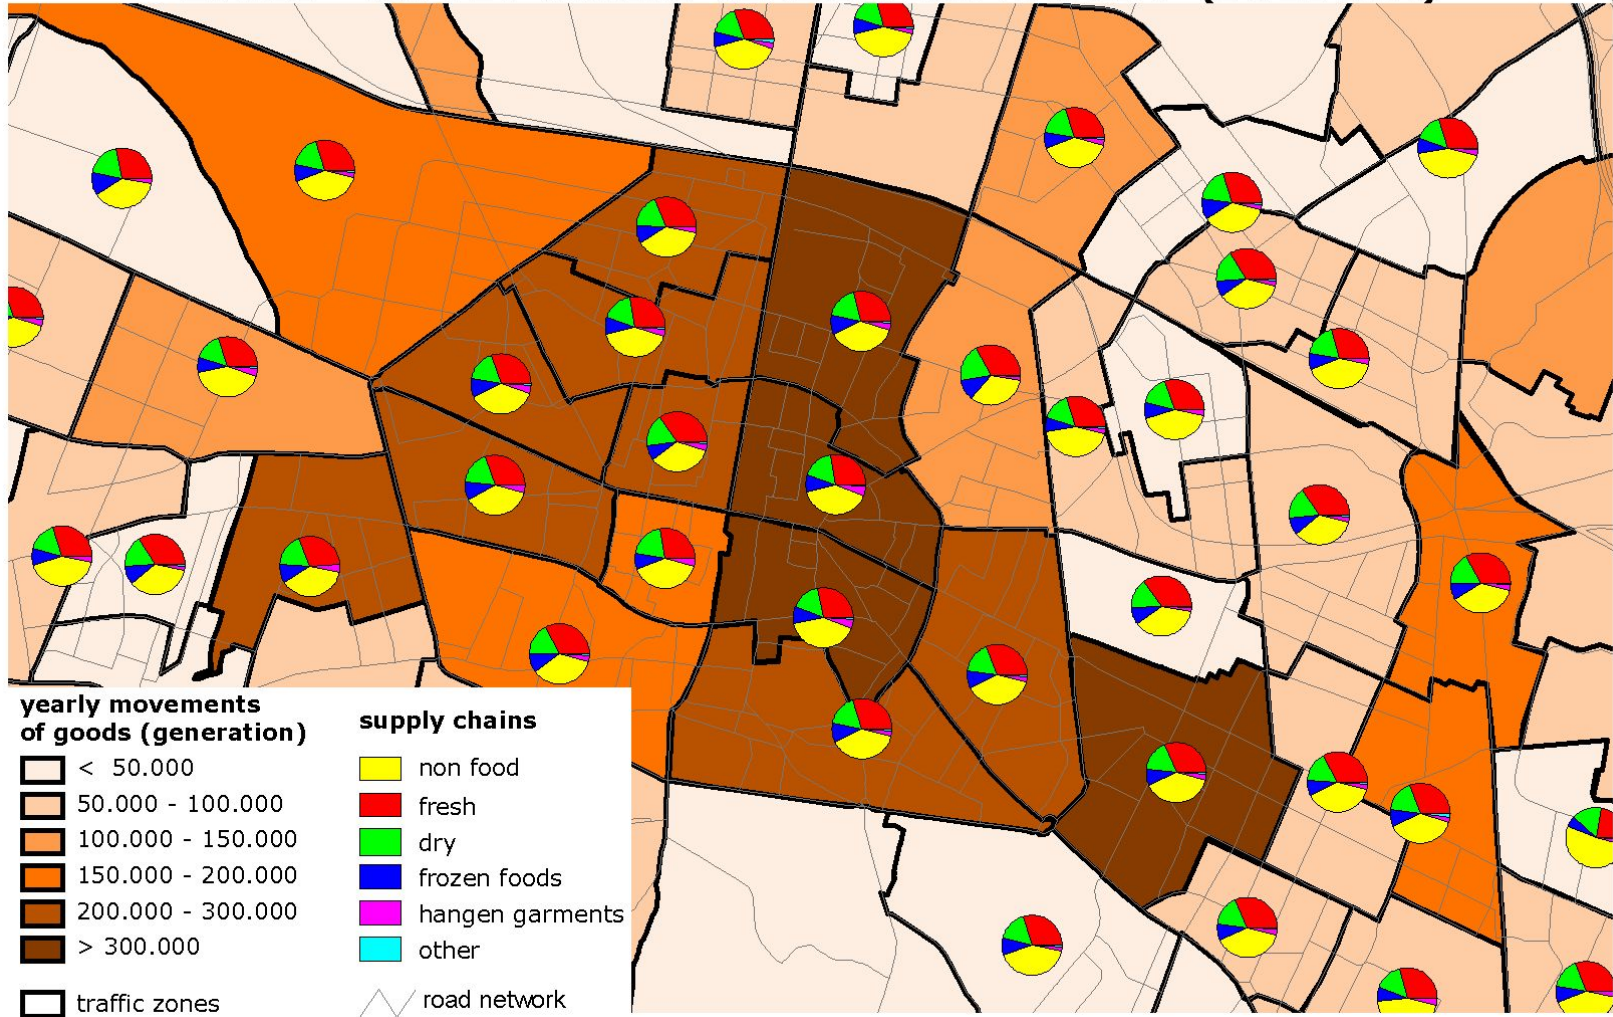 yearly movements
of goods (generation)
< 50.000
50.000 - 100.000
100.000 - 150.000
150.000 - 200.000
200.000 - 300.000
> 300.000
traffic zones
supply chains
non food
fresh
dry
frozen foods
hangen garments
other
road network